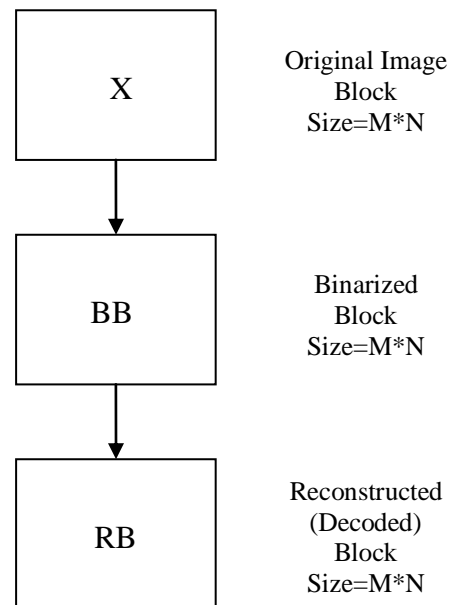 X
Original Image
Block
Size=M*N
BB
Binarized
Block
Size=M*N
RB
Reconstructed
(Decoded)
Block
Size=M*N